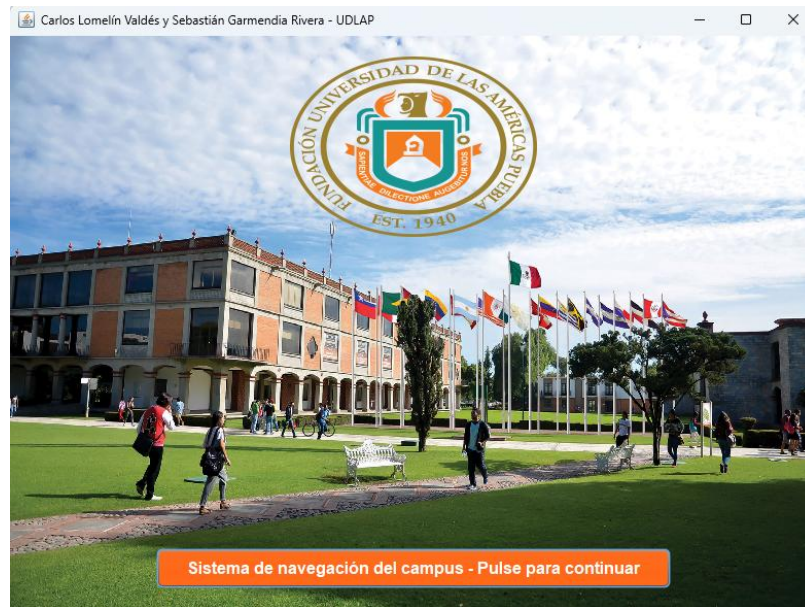 Carlos Lomelín Valdés y Sebastián Garmendia Rivera - UDLAP
FUNDACIÓN UNIVERSIDAD DE LAS AMÉRICAS PUEBLA
SAPIENTIAE DILECTIONE AUGEBITUR NOS
EST. 1940
Sistema de navegación del campus - Pulse para continuar